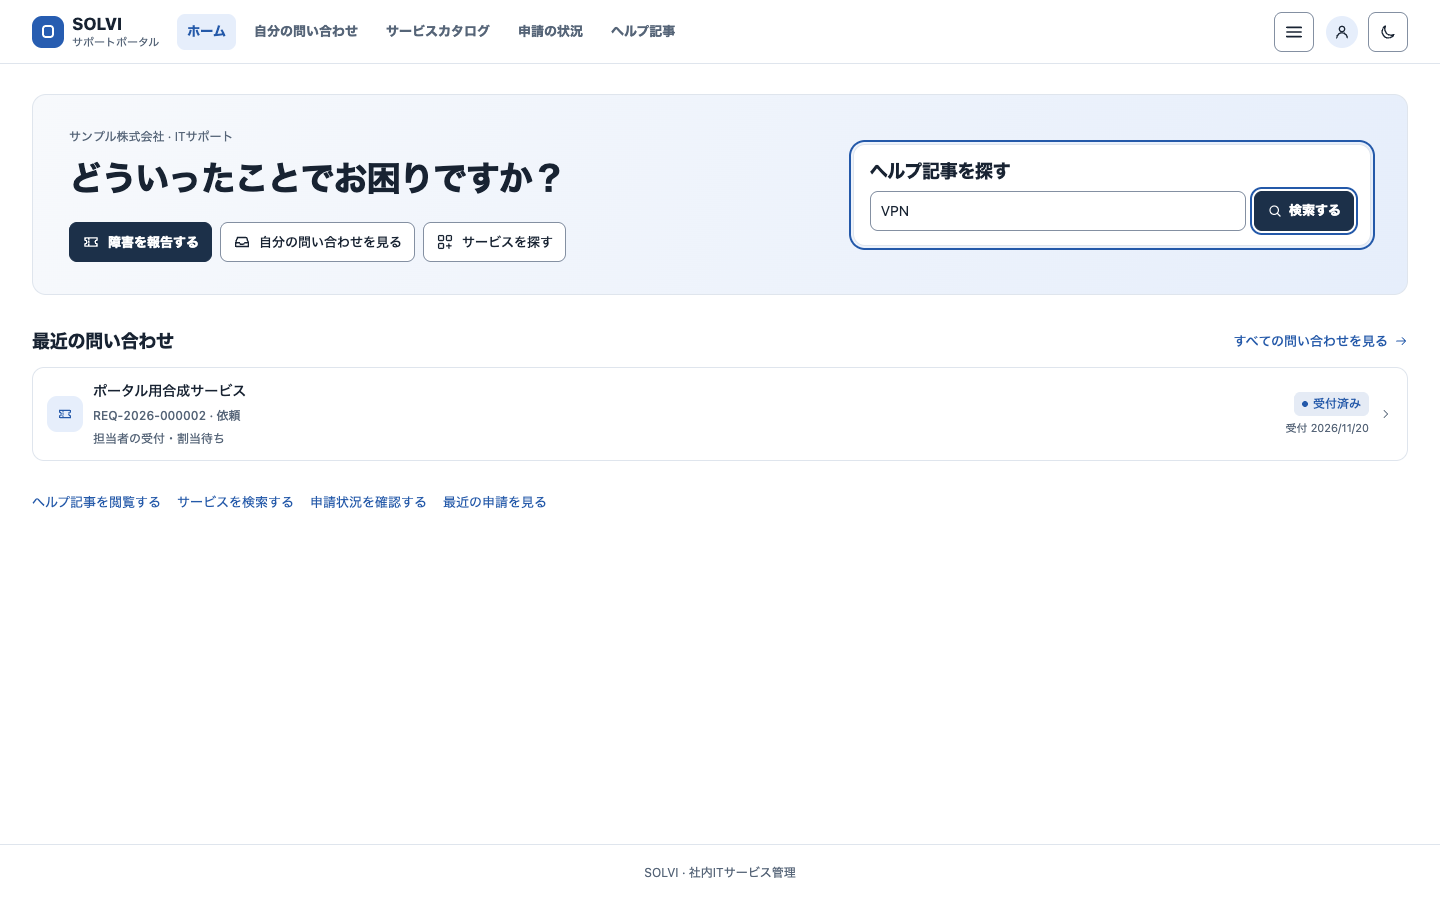 SOLVI
サポートポータル
ホーム
自分の問い合わせ
サービスカタログ
申請の状況
ヘルプ記事
サンプル株式会社 · ITサポート
どういったことでお困りですか？
障害を報告する
自分の問い合わせを見る
サービスを探す
ヘルプ記事を探す
VPN
検索する
最近の問い合わせ
すべての問い合わせを見る →
ポータル用合成サービス
REQ-2026-000002 · 依頼
担当者の受付・割当待ち
受付済み
受付 2026/11/20
ヘルプ記事を閲覧する
サービスを検索する
申請状況を確認する
最近の申請を見る
SOLVI · 社内ITサービス管理